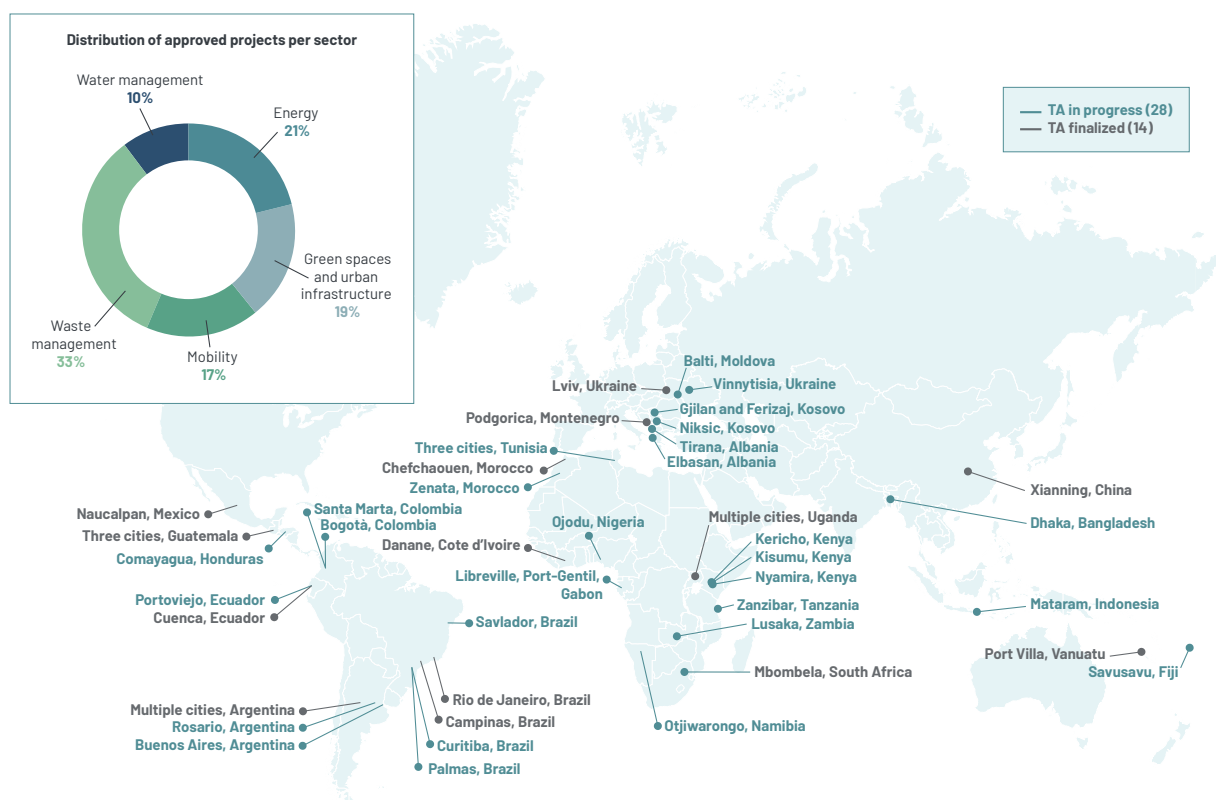 Distribution of approved projects per sector
Water management
10%
Energy
21%
Green spaces
and urban
infrastructure
19%
Waste
management
33%
Mobility
17%
TA in progress (28)
TA finalized (14)
Balti, Moldova
Lviv, Ukraine
Vinnytisia, Ukraine
Gjilan and Ferizaj, Kosovo
Podgorica, Montenegro
Niksic, Kosovo
Tirana, Albania
Elbasan, Albania
Three cities, Tunisia
Chefchaouen, Morocco
Zenata, Morocco
Xianning, China
Dhaka, Bangladesh
Naucalpan, Mexico
Santa Marta, Colombia
Bogotà, Colombia
Three cities, Guatemala
Comayagua, Honduras
Ojodu, Nigeria
Multiple cities, Uganda
Danane, Cote d’Ivoire
Kericho, Kenya
Kisumu, Kenya
Nyamira, Kenya
Libreville, Port-Gentil,
Gabon
Portoviejo, Ecuador
Cuenca, Ecuador
Zanzibar, Tanzania
Mataram, Indonesia
Savlador, Brazil
Lusaka, Zambia
Port Villa, Vanuatu
Savusavu, Fiji
Mbombela, South Africa
Rio de Janeiro, Brazil
Multiple cities, Argentina
Campinas, Brazil
Rosario, Argentina
Otjiwarongo, Namibia
Buenos Aires, Argentina
Curitiba, Brazil
Palmas, Brazil